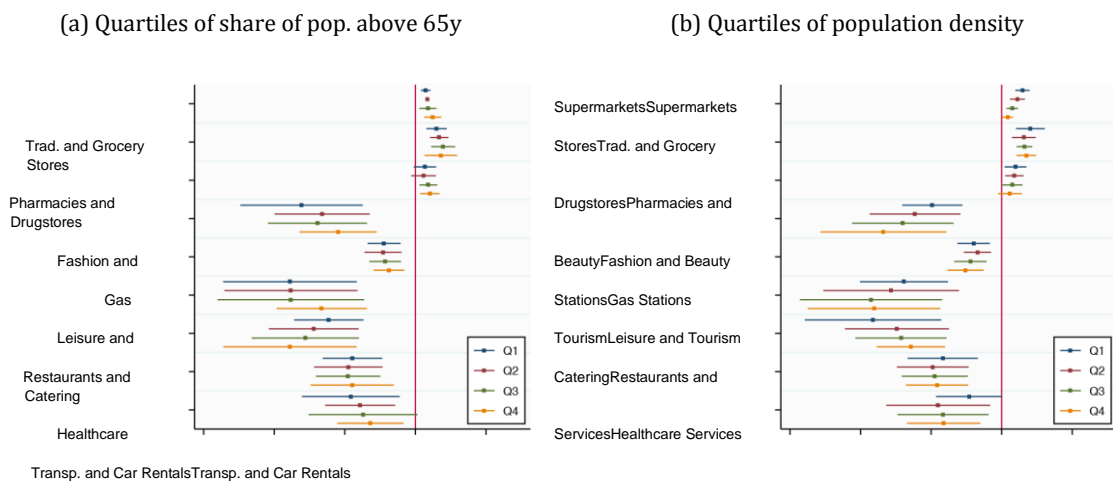 (a) Quartiles of share of pop. above 65y
(b) Quartiles of population density
SupermarketsSupermarkets
Trad. and Grocery
Stores
StoresTrad. and Grocery
Pharmacies and
Drugstores
DrugstoresPharmacies and
Fashion and
BeautyFashion and Beauty
Gas
StationsGas Stations
Leisure and
TourismLeisure and Tourism
Restaurants and
Catering
CateringRestaurants and
Healthcare
ServicesHealthcare Services
Transp. and Car RentalsTransp. and Car Rentals
Q1
Q2
Q3
Q4
Q1
Q2
Q3
Q4